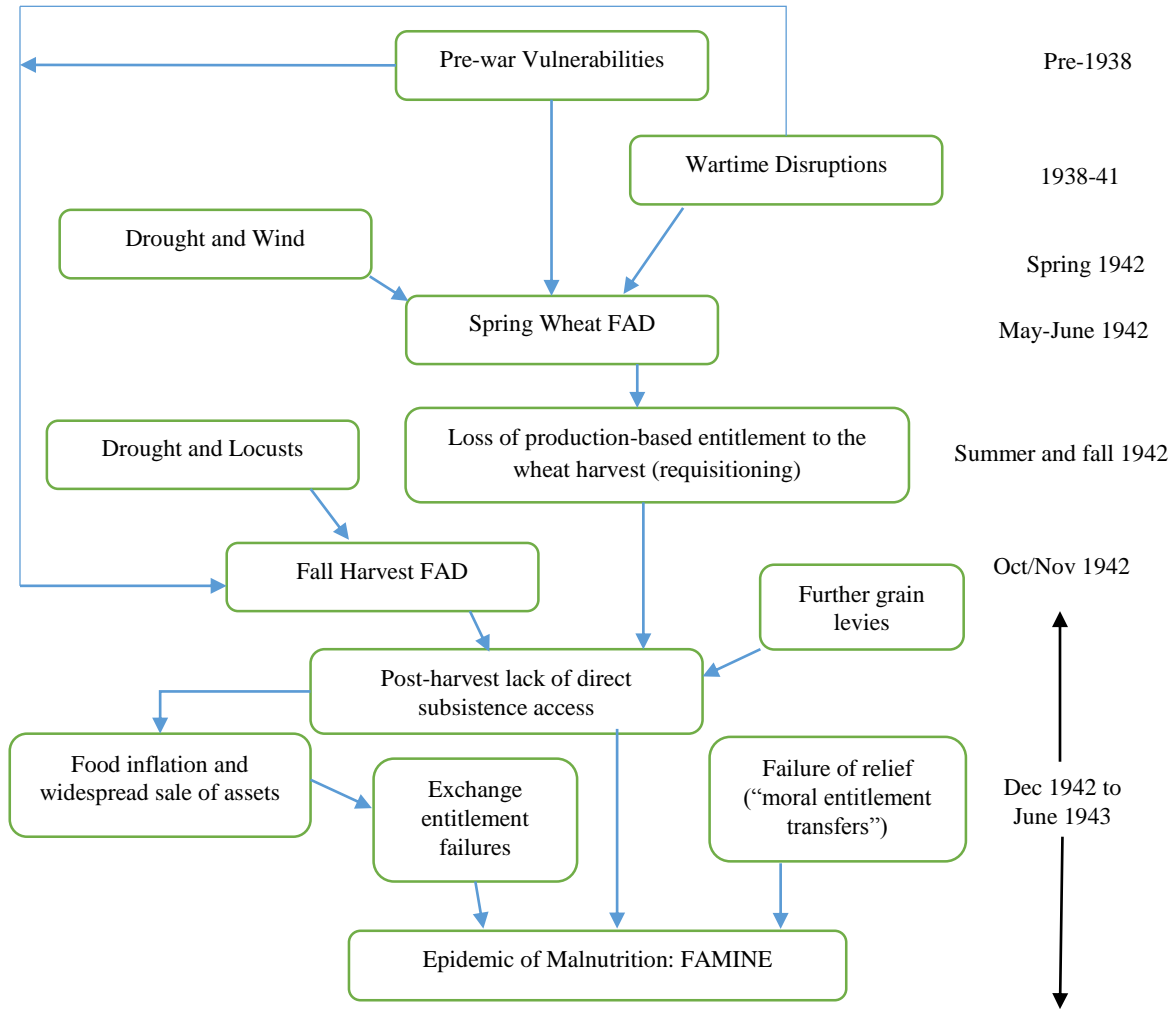 Pre-war Vulnerabilities
Pre-1938
Wartime Disruptions
1938-41
Drought and Wind
Spring 1942
Spring Wheat FAD
May-June 1942
Loss of production-based entitlement to the
wheat harvest (requisitioning)
Summer and fall 1942
Drought and Locusts
Fall Harvest FAD
Oct/Nov 1942
Further grain
levies
Post-harvest lack of direct
subsistence access
Food inflation and
widespread sale of assets
Exchange
entitlement
failures
Failure of relief
(“moral entitlement
transfers”)
Dec 1942 to
June 1943
Epidemic of Malnutrition: FAMINE